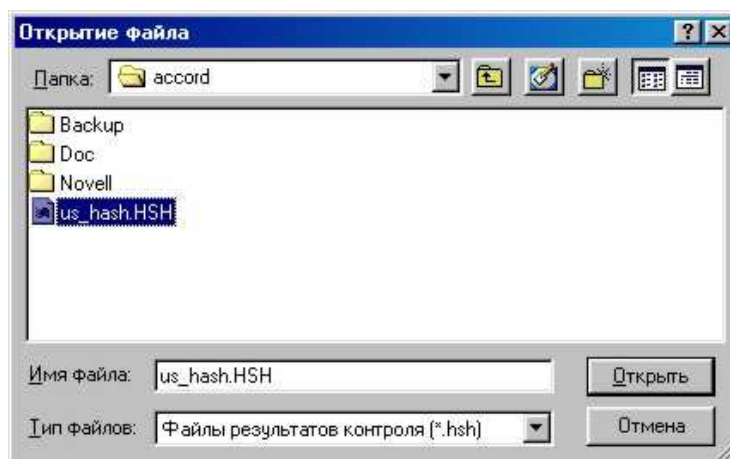 Открытие файла
Папка: accord
Backup
Doc
Novell
us_hash.HSH
Имя файла: us_hash.HSH Открыть
Тип файлов: Файлы результатов контроля (*.hsh) Отмена